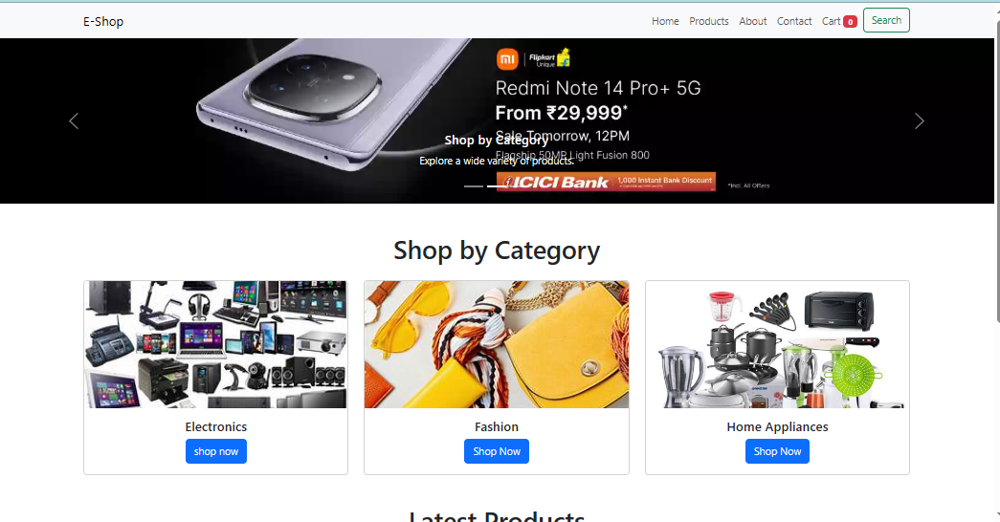 E-Shop
Home Products About Contact Cart 0 Search
mi Flipkart
Unique
Redmi Note 14 Pro+ 5G
From ₹29,999*
Sale Tomorrow, 12PM
Shop by Category
Flagship 50MP Light Fusion 800
Explore a wide variety of products.
ICICI Bank 1,000 Instant Bank Discount
*Incl. All Offers
Shop by Category
Electronics Fashion Home Appliances
shop now Shop Now Shop Now
Latest Products